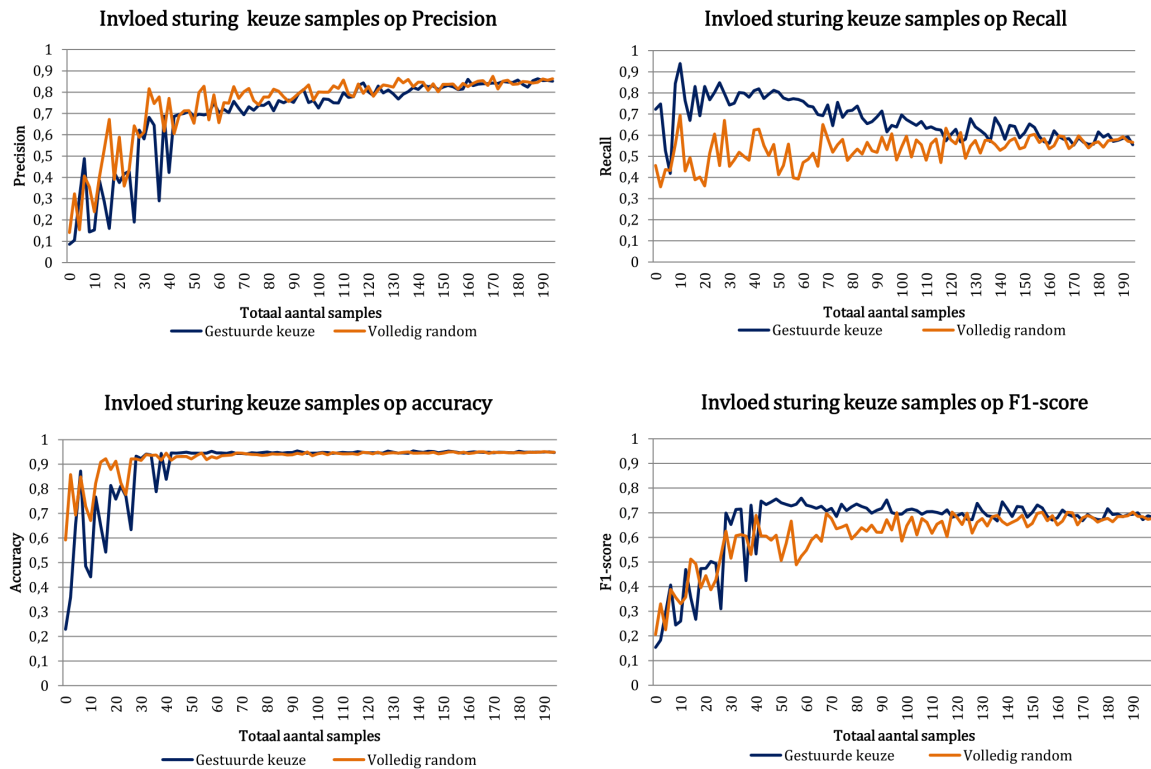 Invloed sturing keuze samples op Precision
1
0,9
0,8
0,7
0,6
0,5
0,4
0,3
0,2
0,1
0
Precision
0 10 20 30 40 50 60 70 80 90 100 110 120 130 140 150 160 170 180 190
Totaal aantal samples
Gestuurde keuze Volledig random
Invloed sturing keuze samples op Recall
1
0,9
0,8
0,7
0,6
0,5
0,4
0,3
0,2
0,1
0
Recall
0 10 20 30 40 50 60 70 80 90 100 110 120 130 140 150 160 170 180 190
Totaal aantal samples
Gestuurde keuze Volledig random
Invloed sturing keuze samples op accuracy
1
0,9
0,8
0,7
0,6
0,5
0,4
0,3
0,2
0,1
0
Accuracy
0 10 20 30 40 50 60 70 80 90 100 110 120 130 140 150 160 170 180 190
Totaal aantal samples
Gestuurde keuze Volledig random
Invloed sturing keuze samples op F1-score
1
0,9
0,8
0,7
0,6
0,5
0,4
0,3
0,2
0,1
0
F1-score
0 10 20 30 40 50 60 70 80 90 100 110 120 130 140 150 160 170 180 190
Totaal aantal samples
Gestuurde keuze Volledig random